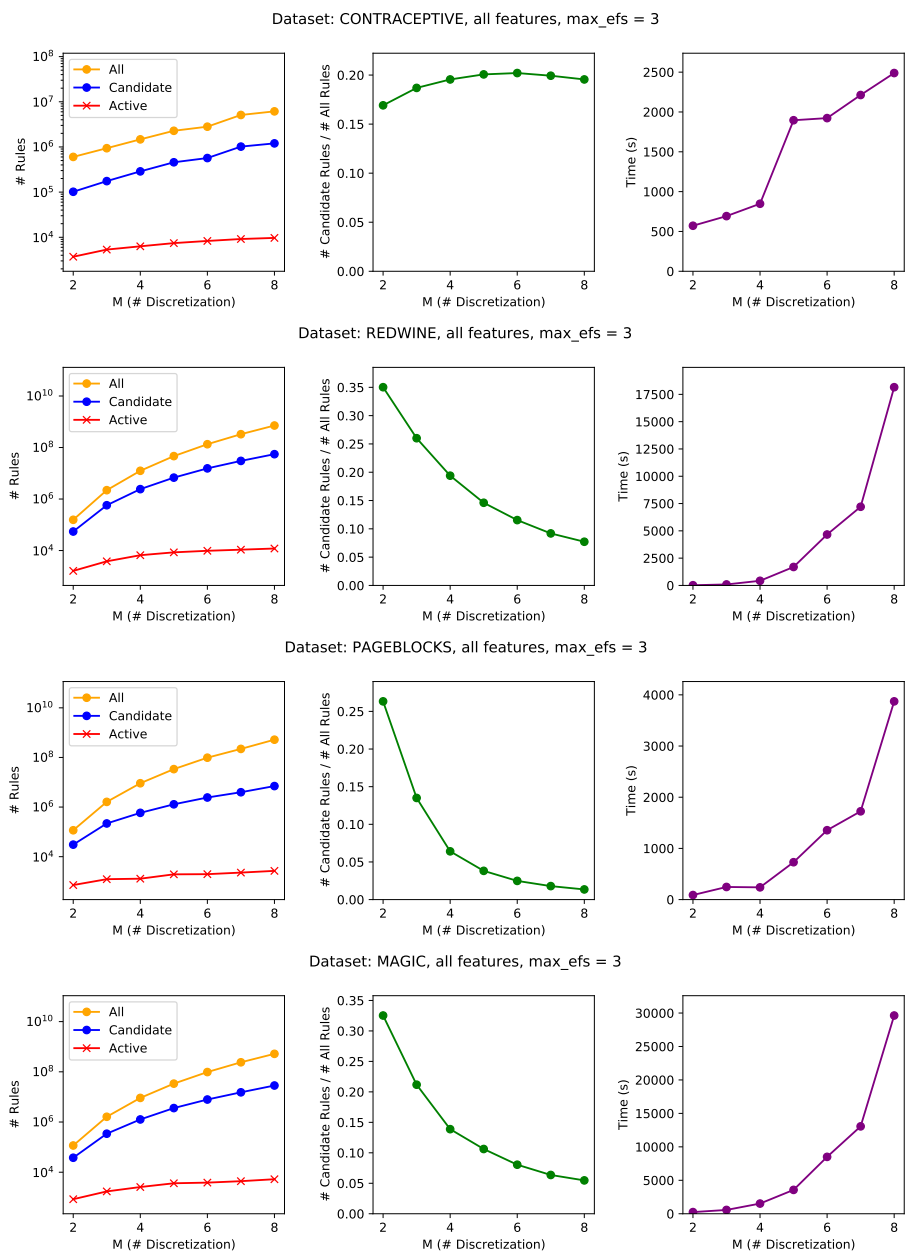 Dataset: CONTRACEPTIVE, all features, max_efs = 3
# Rules
10^8
10^7
10^6
10^5
10^4
All
Candidate
Active
2 4 6 8
M (# Discretization)
# Candidate Rules / # All Rules
0.20
0.15
0.10
0.05
0.00
2 4 6 8
M (# Discretization)
Time (s)
2500
2000
1500
1000
500
0
2 4 6 8
M (# Discretization)
Dataset: REDWINE, all features, max_efs = 3
# Rules
10^10
10^8
10^6
10^4
All
Candidate
Active
2 4 6 8
M (# Discretization)
# Candidate Rules / # All Rules
0.35
0.30
0.25
0.20
0.15
0.10
0.05
0.00
2 4 6 8
M (# Discretization)
Time (s)
17500
15000
12500
10000
7500
5000
2500
0
2 4 6 8
M (# Discretization)
Dataset: PAGEBLOCKS, all features, max_efs = 3
# Rules
10^10
10^8
10^6
10^4
All
Candidate
Active
2 4 6 8
M (# Discretization)
# Candidate Rules / # All Rules
0.25
0.20
0.15
0.10
0.05
0.00
2 4 6 8
M (# Discretization)
Time (s)
4000
3000
2000
1000
0
2 4 6 8
M (# Discretization)
Dataset: MAGIC, all features, max_efs = 3
# Rules
10^10
10^8
10^6
10^4
All
Candidate
Active
2 4 6 8
M (# Discretization)
# Candidate Rules / # All Rules
0.35
0.30
0.25
0.20
0.15
0.10
0.05
0.00
2 4 6 8
M (# Discretization)
Time (s)
30000
25000
20000
15000
10000
5000
0
2 4 6 8
M (# Discretization)